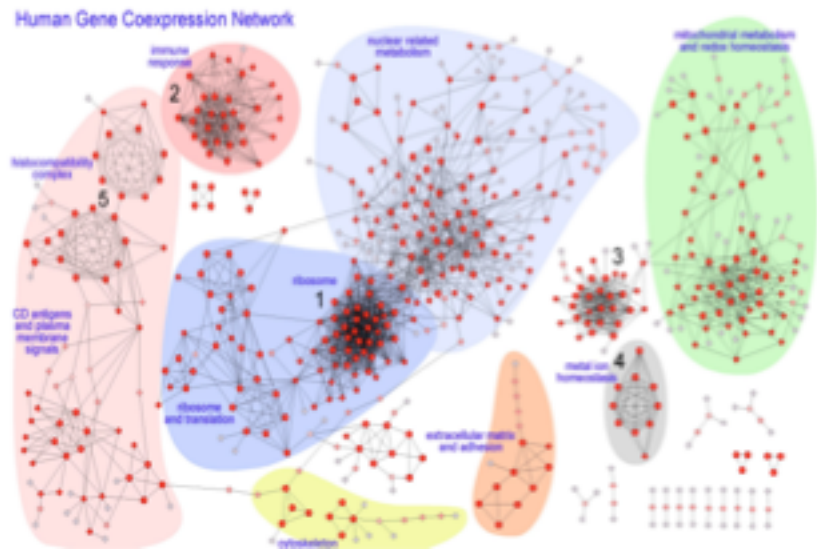 Human Gene Coexpression Network
immune
response
2
nuclear related
metabolism
mitochondrial metabolism
and redox homeostasis
histocompatibility
complex
5
ribosome
1
3
CD antigens
and plasma
membrane
signals
metal ion
homeostasis
4
ribosome
and translation
extracellular matrix
and adhesion
cytoskeleton